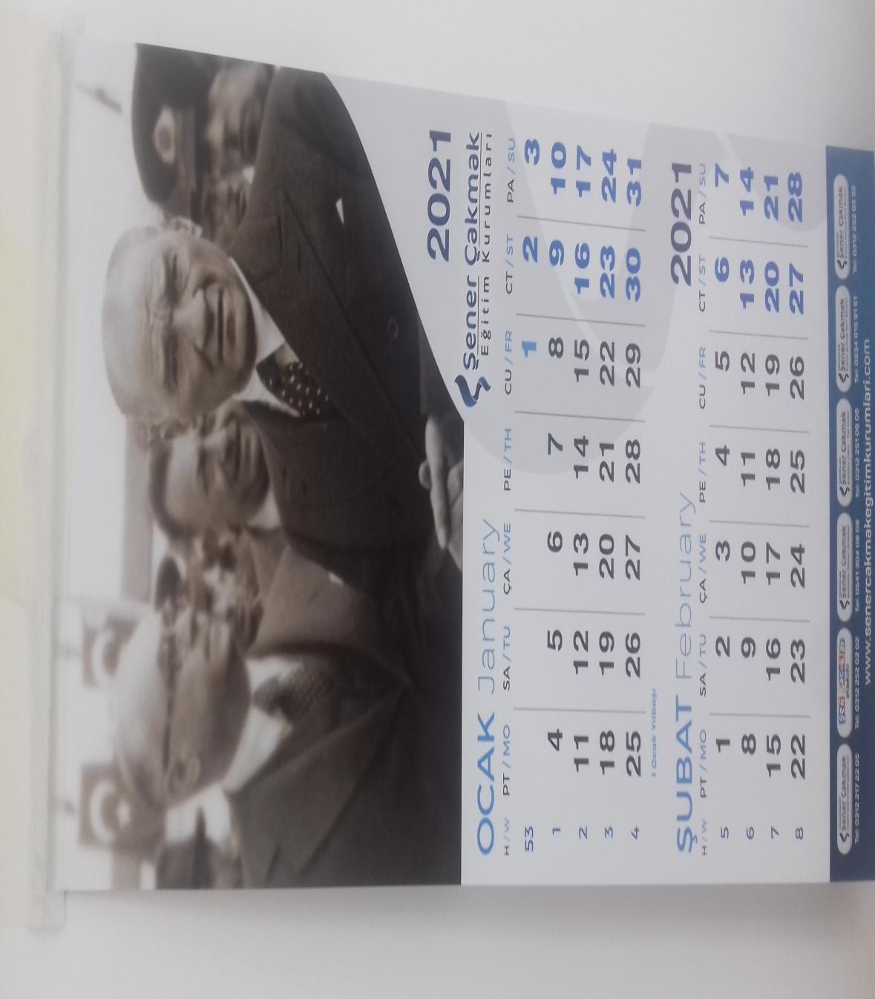 2021
Şener Çakmak
Eğitim Kurumları
OCAK January
H/W PT/MO SA/TU ÇA/WE PE/TH CU/FR CT/ST PA/SU
53 1 2 3
1 4 5 6 7 8 9 10
2 11 12 13 14 15 16 17
3 18 19 20 21 22 23 24
4 25 26 27 28 29 30 31
1 Ocak Yılbaşı
ŞUBAT February 2021
H/W PT/MO SA/TU ÇA/WE PE/TH CU/FR CT/ST PA/SU
5 1 2 3 4 5 6 7
6 8 9 10 11 12 13 14
7 15 16 17 18 19 20 21
8 22 23 24 25 26 27 28
Şener Çakmak Şener Çakmak Şener Çakmak Şener Çakmak Şener Çakmak
Tel: 0312 217 22 05 Tel: 0312 252 02 02 Tel: 0541 304 06 08 Tel: 0312 251 06 06 Tel: 0534 015 91 51 Tel: 0312 252 02 32
www.senercakmakegitimkurumlari.com